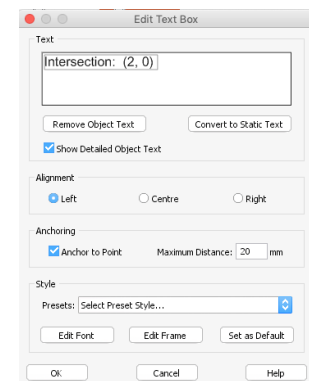 Edit Text Box
Text
Intersection: (2, 0)
Remove Object Text Convert to Static Text
Show Detailed Object Text
Alignment
Left Centre Right
Anchoring
Anchor to Point Maximum Distance: 20 mm
Style
Presets: Select Preset Style...
Edit Font Edit Frame Set as Default
OK Cancel Help